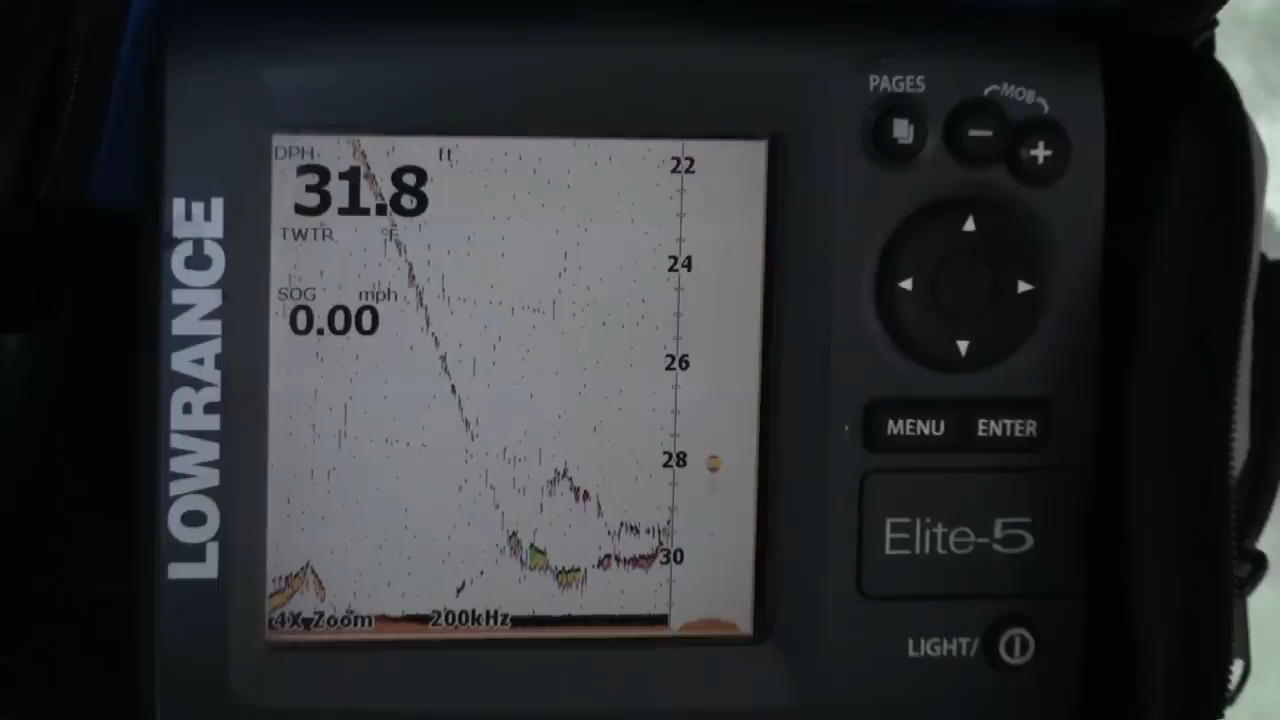 LOWRANCE
DPH ft
31.8
TWTR °F
SOG mph
0.00
22
24
26
28
30
4X Zoom 200kHz
PAGES
MOB
MENU ENTER
Elite-5
LIGHT/